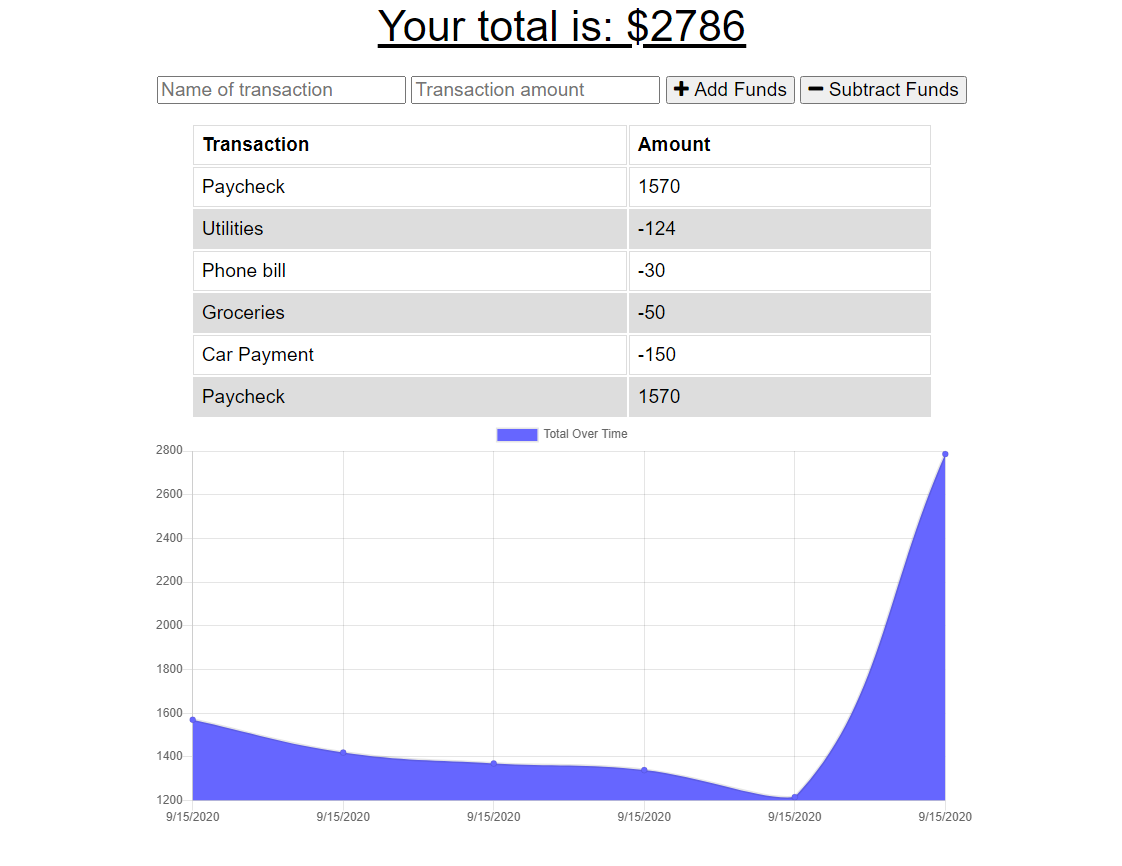 Your total is: $2786
Name of transaction Transaction amount + Add Funds − Subtract Funds
Transaction Amount
Paycheck 1570
Utilities -124
Phone bill -30
Groceries -50
Car Payment -150
Paycheck 1570
Total Over Time
2800
2600
2400
2200
2000
1800
1600
1400
1200
9/15/2020 9/15/2020 9/15/2020 9/15/2020 9/15/2020 9/15/2020